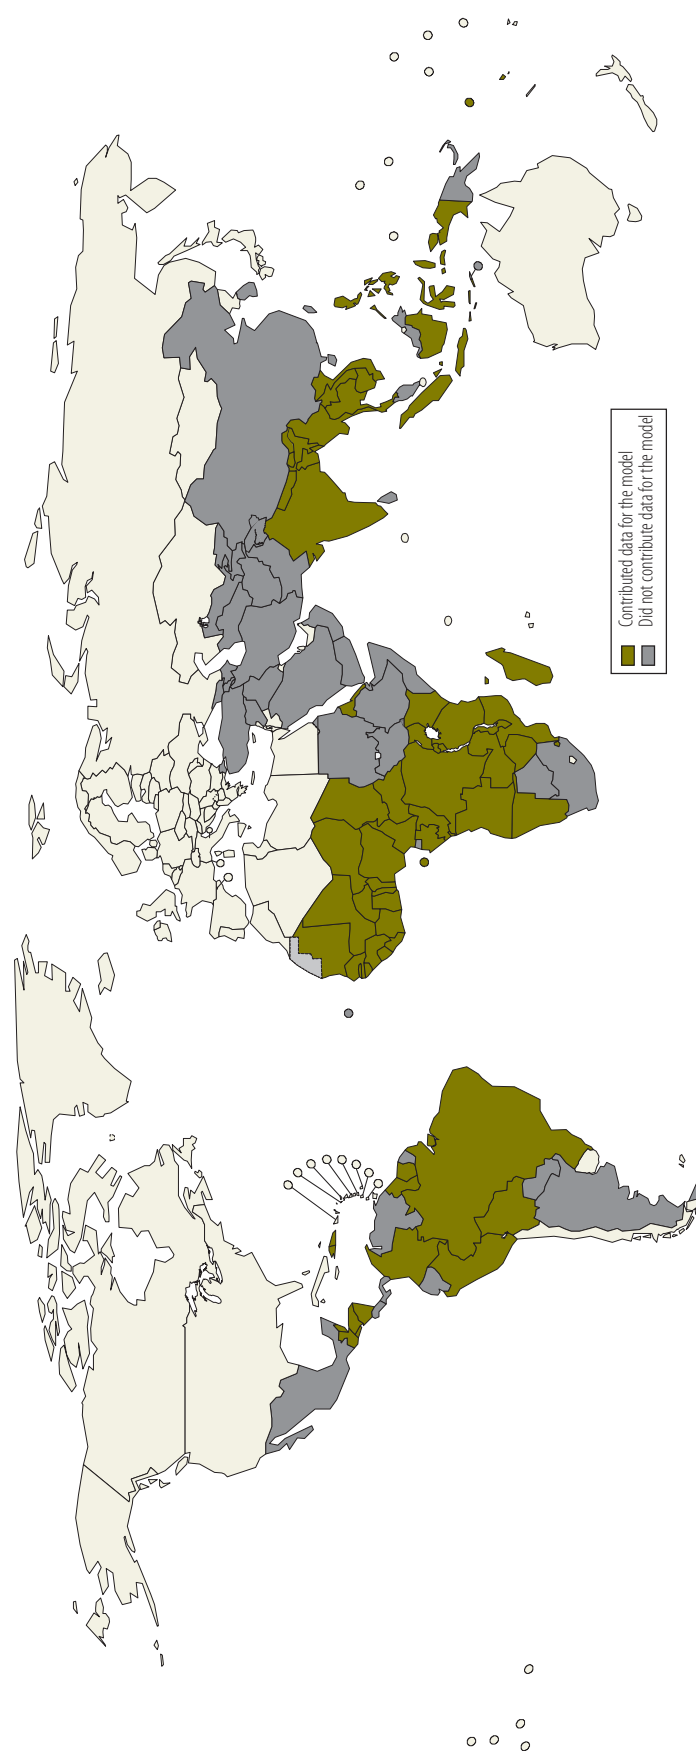 Contributed data for the model
Did not contribute data for the model